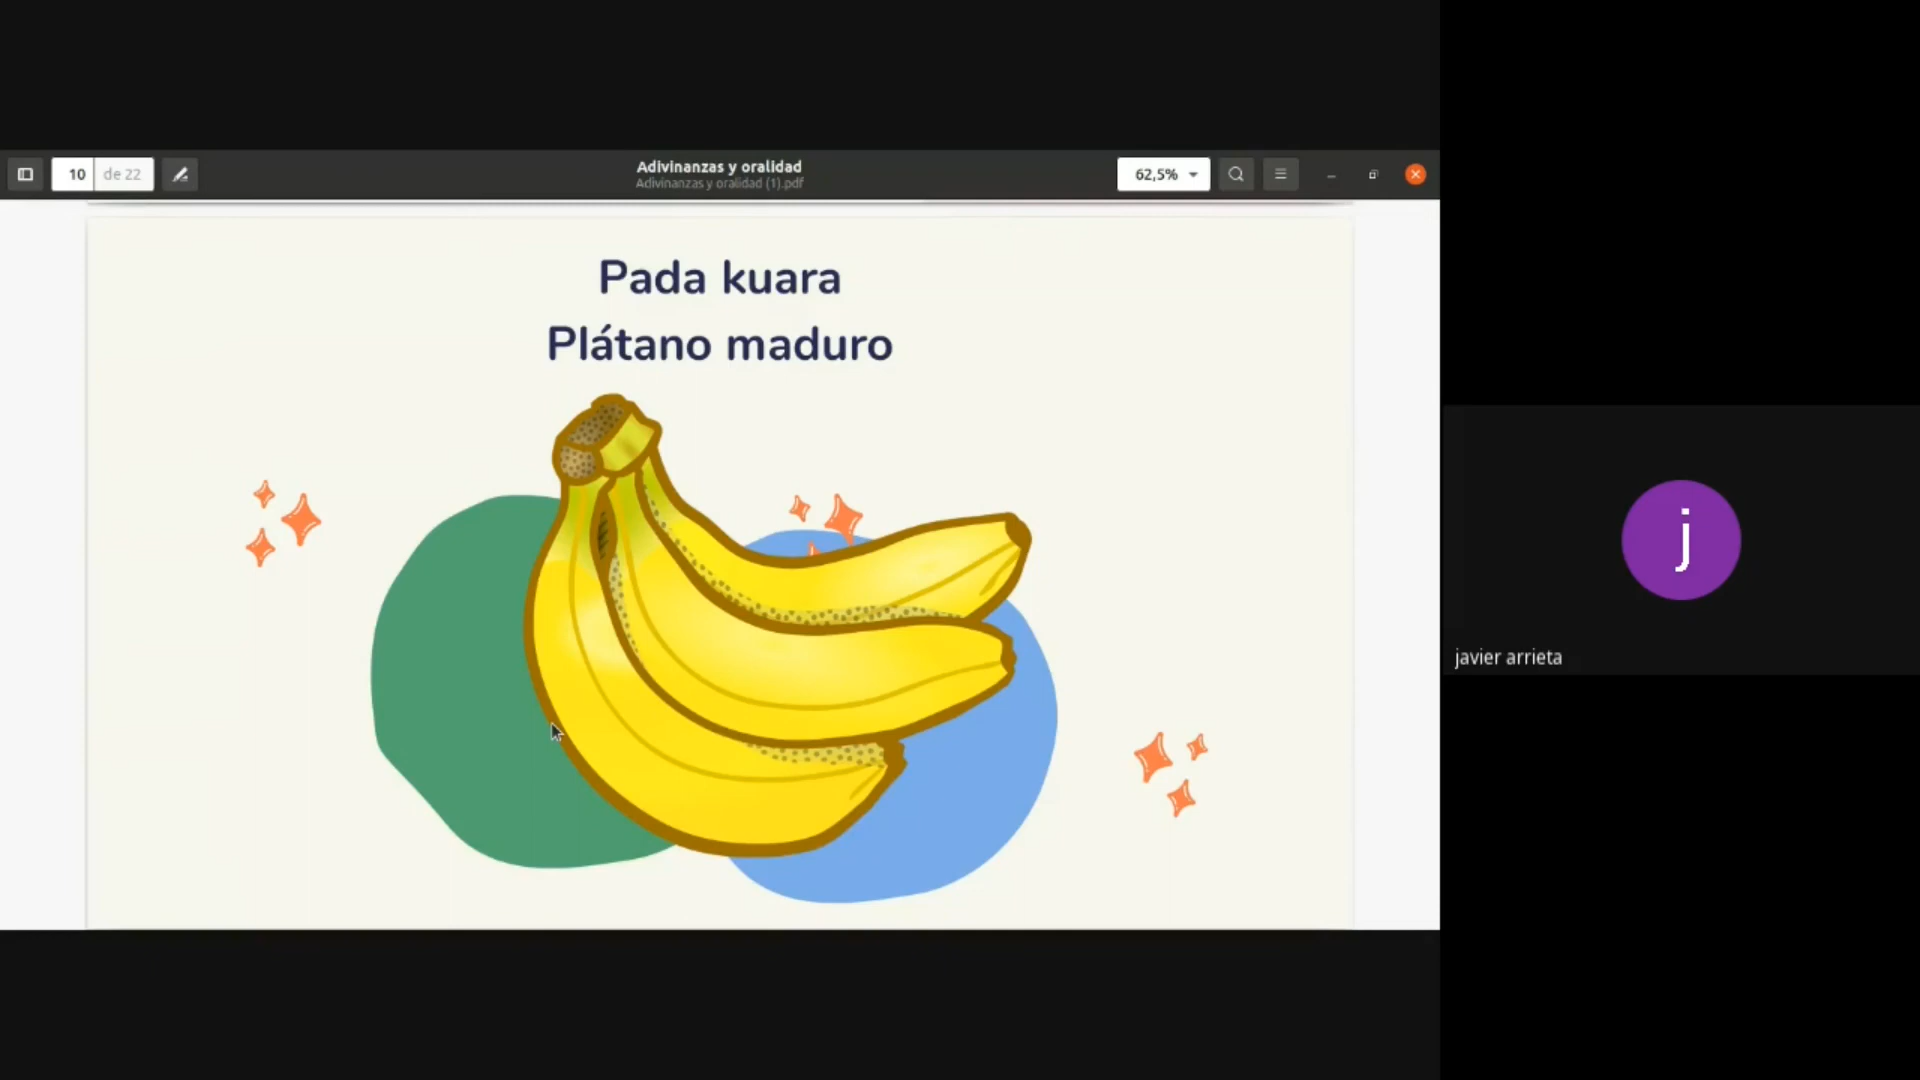 10 de 22
Adivinanzas y oralidad
Adivinanzas y oralidad (1).pdf
62,5%
Pada kuara
Plátano maduro
j
javier arrieta